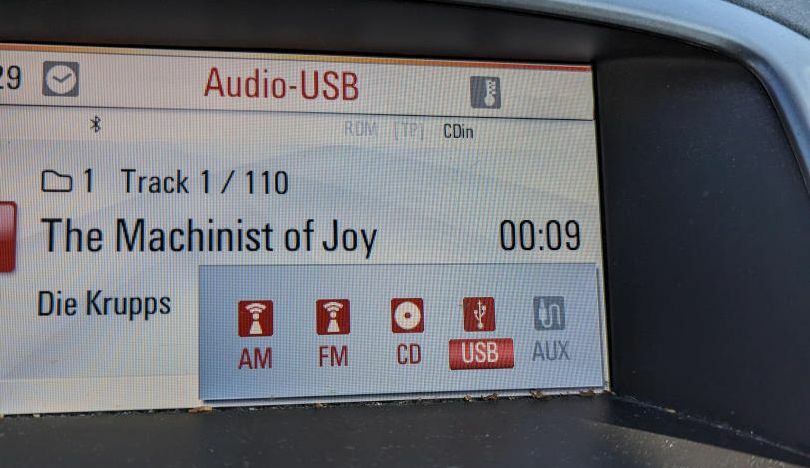 29 Audio-USB
RDM [TP] CDin
1 Track 1 / 110
The Machinist of Joy 00:09
Die Krupps
AM FM CD USB AUX